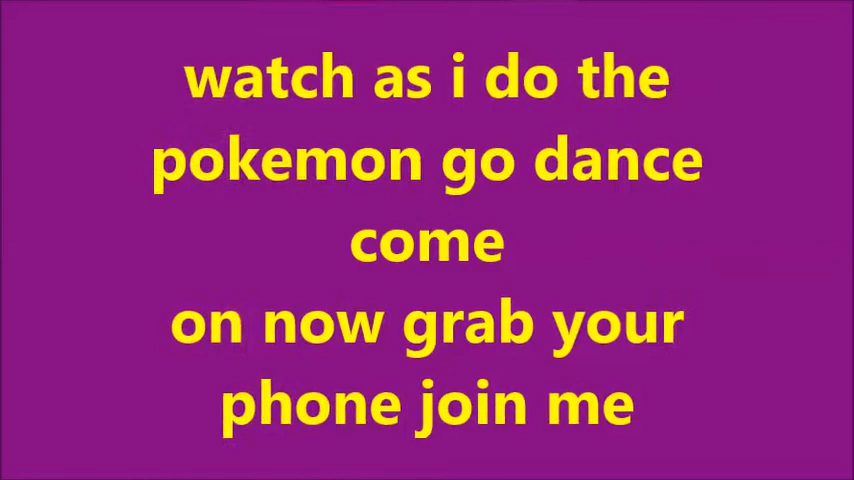 watch as i do the
pokemon go dance
come
on now grab your
phone join me